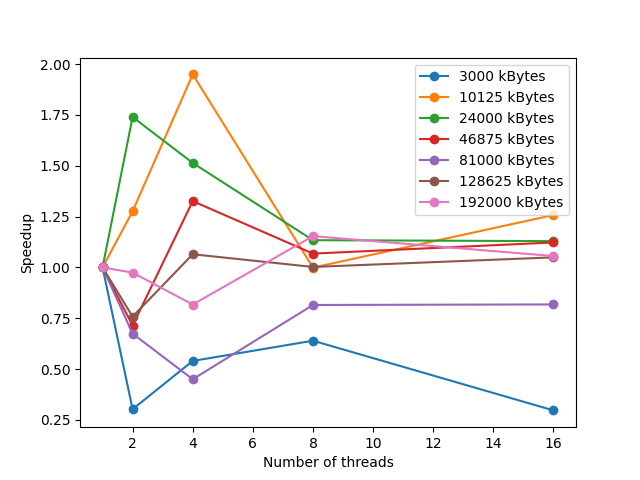 2.00
1.75
1.50
1.25
1.00
0.75
0.50
0.25
Speedup
3000 kBytes
10125 kBytes
24000 kBytes
46875 kBytes
81000 kBytes
128625 kBytes
192000 kBytes
2 4 6 8 10 12 14 16
Number of threads